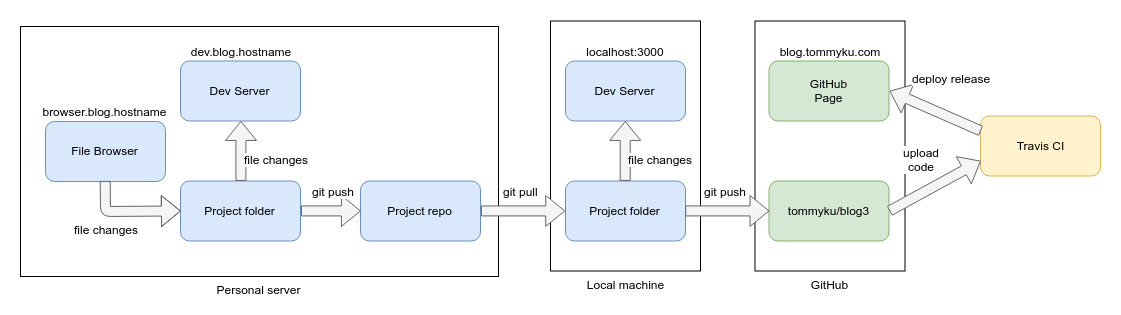 dev.blog.hostname
Dev Server
browser.blog.hostname
File Browser
file changes
Project folder
file changes
git push
Project repo
Personal server
git pull
localhost:3000
Dev Server
file changes
Project folder
Local machine
git push
blog.tommyku.com
GitHub
Page
tommyku/blog3
GitHub
deploy release
upload
code
Travis CI